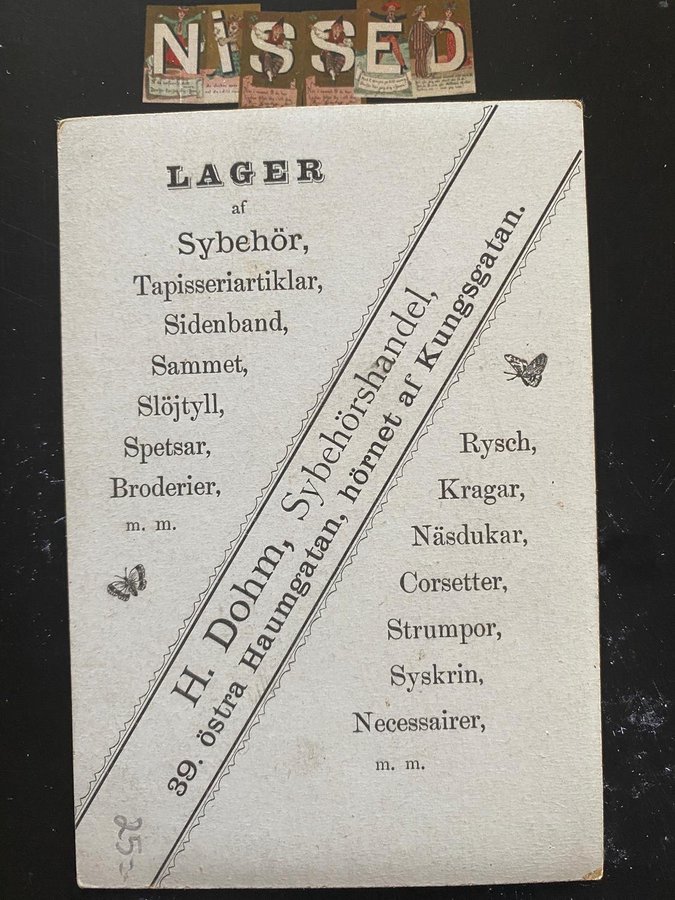 NISSED
LAGER
af
Sybehör,
Tapisseriartiklar,
Sidenband,
Sammet,
Slöjtyll,
Spetsar,
Broderier,
m. m.
H. Dohm, Sybehörshandel,
39. östra Haumgatan, hörnet af Kungsgatan.
Rysch,
Kragar,
Näsdukar,
Corsetter,
Strumpor,
Syskrin,
Necessairer,
m. m.
25:-